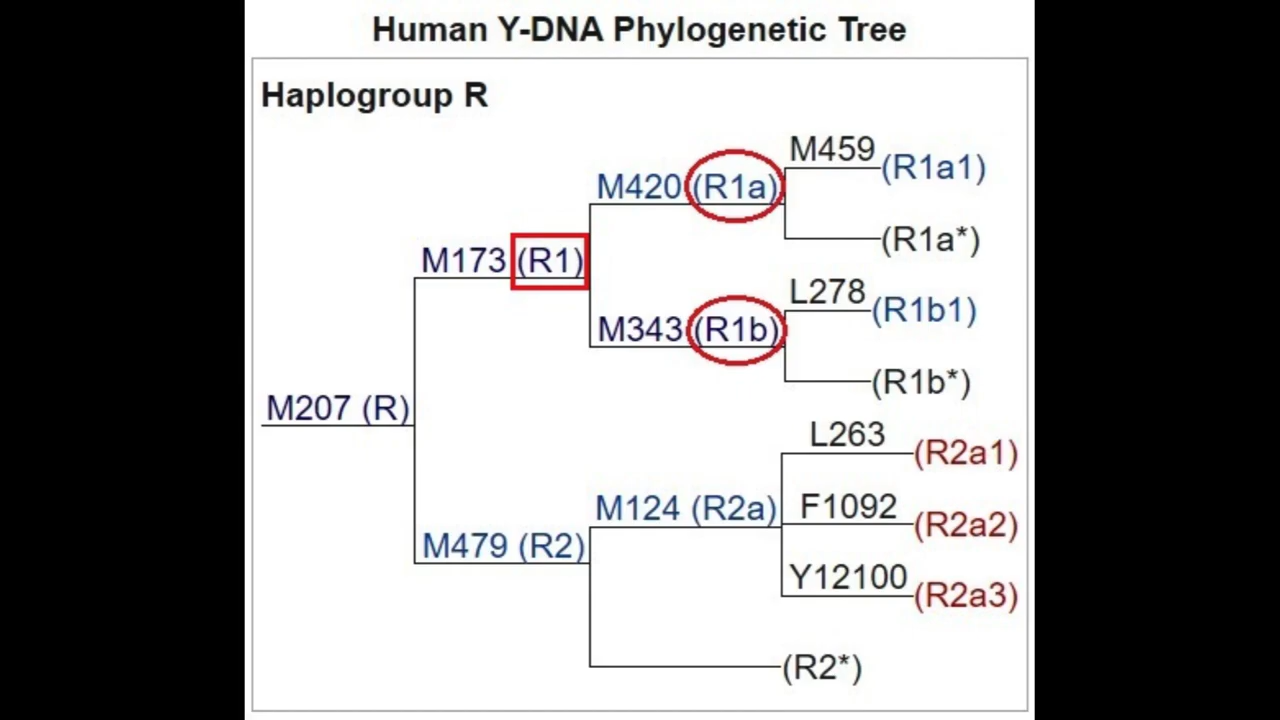 Human Y-DNA Phylogenetic Tree
Haplogroup R
M459 (R1a1)
M420 (R1a)
(R1a*)
M173 (R1)
L278 (R1b1)
M343 (R1b)
(R1b*)
M207 (R)
L263 (R2a1)
M124 (R2a)
F1092 (R2a2)
M479 (R2)
Y12100 (R2a3)
(R2*)